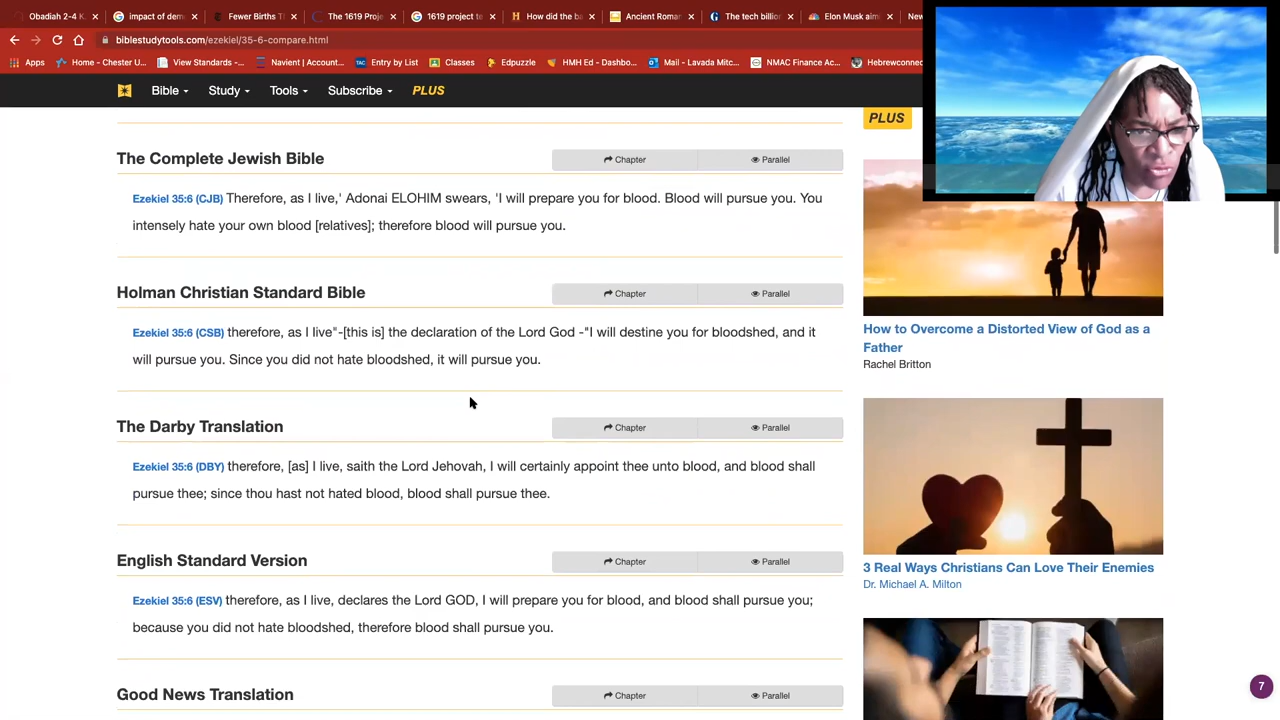 Obadiah 2-4 K
impact of dem
Fewer Births T
The 1619 Proje
1619 project te
How did the ba
Ancient Romar
The tech billior
Elon Musk aim
New
biblestudytools.com/ezekiel/35-6-compare.html
Apps
Home - Chester U...
View Standards -...
Navient | Account...
TAC Entry by List
Classes
Edpuzzle
HMH Ed - Dashbo...
Mail - Lavada Mitc...
NMAC Finance Ac...
Hebrewconnec
Bible
Study
Tools
Subscribe
PLUS
PLUS
The Complete Jewish Bible
Chapter
Parallel
Ezekiel 35:6 (CJB) Therefore, as I live,' Adonai ELOHIM swears, 'I will prepare you for blood. Blood will pursue you. You
intensely hate your own blood [relatives]; therefore blood will pursue you.
Holman Christian Standard Bible
Chapter
Parallel
Ezekiel 35:6 (CSB) therefore, as I live"-[this is] the declaration of the Lord God -"I will destine you for bloodshed, and it
will pursue you. Since you did not hate bloodshed, it will pursue you.
The Darby Translation
Chapter
Parallel
Ezekiel 35:6 (DBY) therefore, [as] I live, saith the Lord Jehovah, I will certainly appoint thee unto blood, and blood shall
pursue thee; since thou hast not hated blood, blood shall pursue thee.
English Standard Version
Chapter
Parallel
Ezekiel 35:6 (ESV) therefore, as I live, declares the Lord GOD, I will prepare you for blood, and blood shall pursue you;
because you did not hate bloodshed, therefore blood shall pursue you.
Good News Translation
Chapter
Parallel
How to Overcome a Distorted View of God as a
Father
Rachel Britton
3 Real Ways Christians Can Love Their Enemies
Dr. Michael A. Milton
7